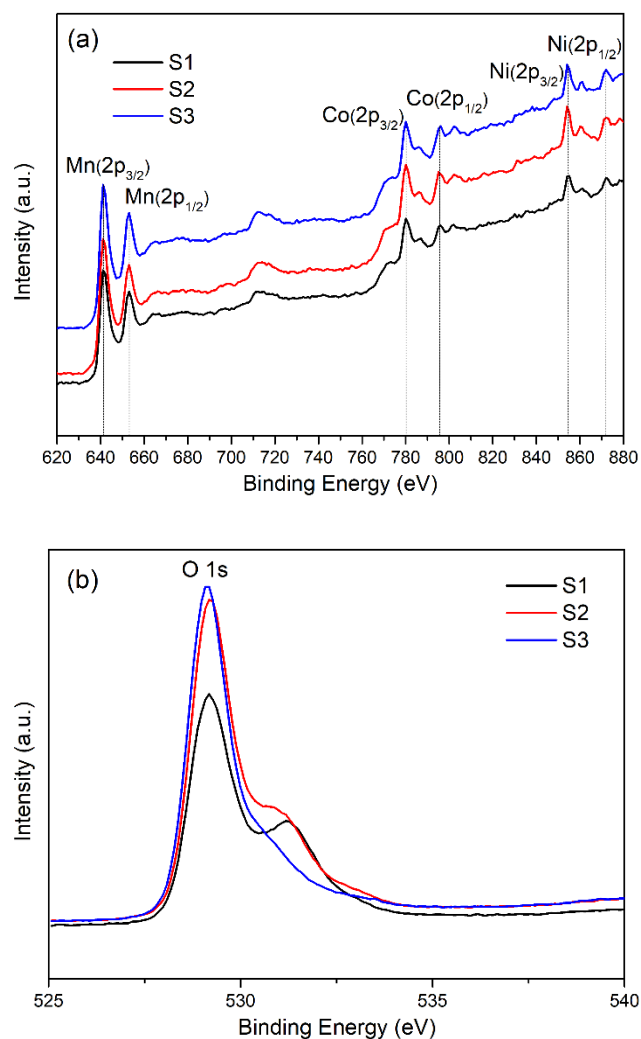 (a)
S1
S2
S3
Mn(2p3/2)
Mn(2p1/2)
Co(2p3/2)
Co(2p1/2)
Ni(2p3/2)
Ni(2p1/2)
Intensity (a.u.)
620 640 660 680 700 720 740 760 780 800 820 840 860 880
Binding Energy (eV)
(b)
O 1s
S1
S2
S3
Intensity (a.u.)
525 530 535 540
Binding Energy (eV)